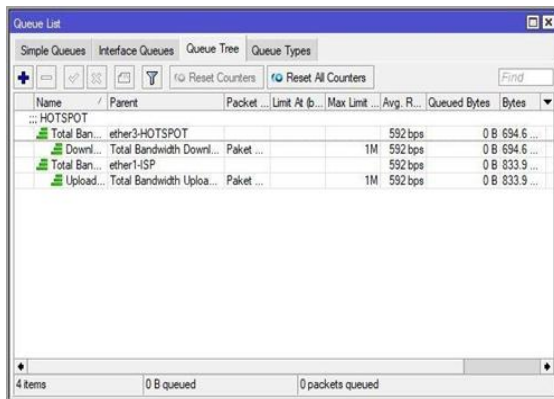 Queue List
Simple Queues Interface Queues Queue Tree Queue Types
Reset Counters Reset All Counters Find
Name Parent Packet ... Limit At (b... Max Limit ... Avg. R... Queued Bytes Bytes
::: HOTSPOT
Total Ban... ether3-HOTSPOT 592 bps 0 B 694.6 ...
Downl... Total Bandwidth Downl... Paket ... 1M 592 bps 0 B 694.6 ...
Total Ban... ether1-ISP 592 bps 0 B 833.9 ...
Upload... Total Bandwidth Uploa... Paket ... 1M 592 bps 0 B 833.9 ...
4 items 0 B queued 0 packets queued